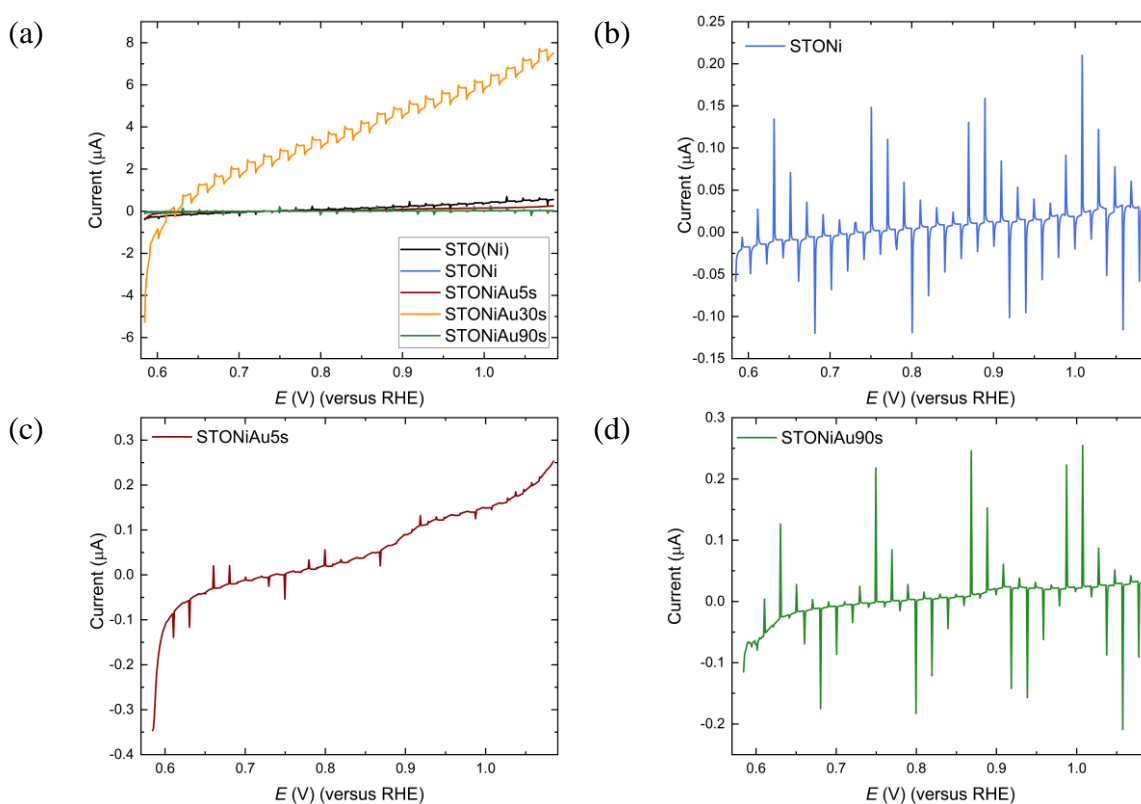 (a)
Current (μA)
8
6
4
2
0
-2
-4
-6
0.6 0.7 0.8 0.9 1.0
E (V) (versus RHE)
STO(Ni)
STONi
STONiAu5s
STONiAu30s
STONiAu90s
(b)
STONi
Current (μA)
0.25
0.20
0.15
0.10
0.05
0.00
-0.05
-0.10
-0.15
0.6 0.7 0.8 0.9 1.0
E (V) (versus RHE)
(c)
STONiAu5s
Current (μA)
0.3
0.2
0.1
0.0
-0.1
-0.2
-0.3
-0.4
0.6 0.7 0.8 0.9 1.0
E (V) (versus RHE)
(d)
STONiAu90s
Current (μA)
0.3
0.2
0.1
0.0
-0.1
-0.2
0.6 0.7 0.8 0.9 1.0
E (V) (versus RHE)